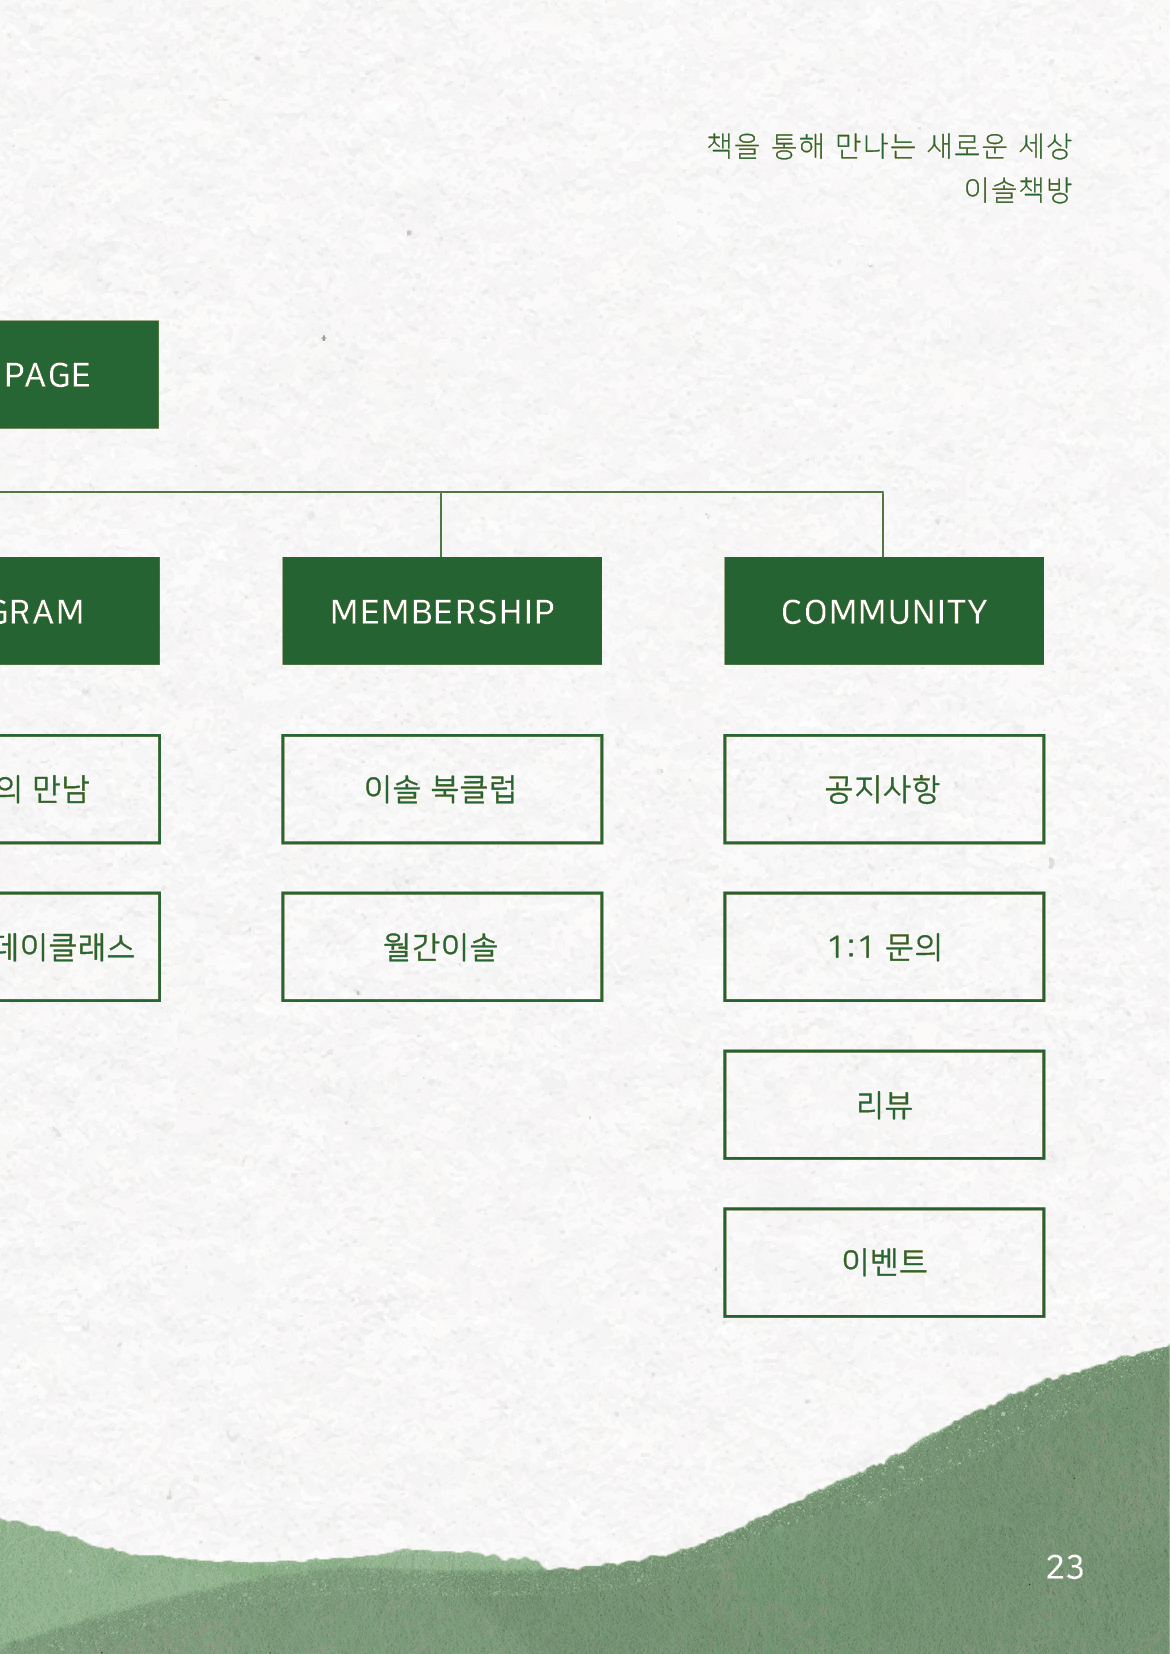 책을 통해 만나는 새로운 세상
이솔책방
PAGE
GRAM
MEMBERSHIP
COMMUNITY
의 만남
이솔 북클럽
공지사항
데이클래스
월간이솔
1:1 문의
리뷰
이벤트
23